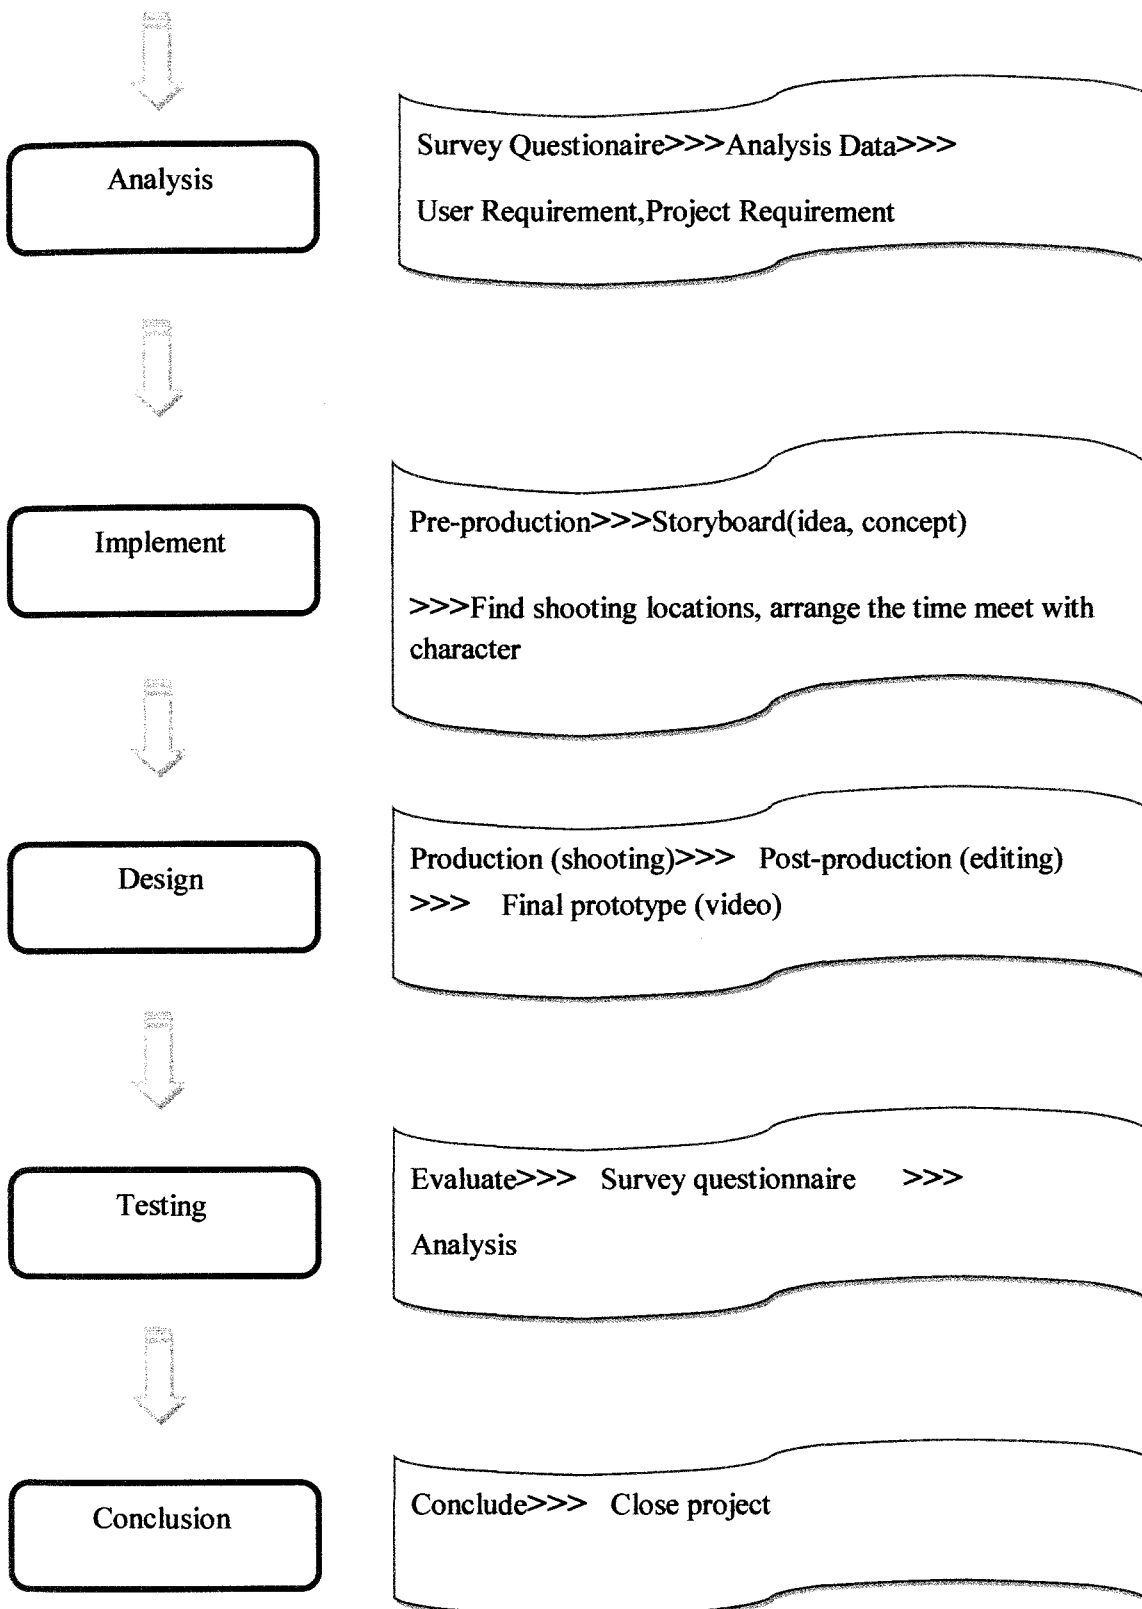 Analysis
Survey Questionaire>>>Analysis Data>>>
User Requirement,Project Requirement
Implement
Pre-production>>>Storyboard(idea, concept)
>>>Find shooting locations, arrange the time meet with
character
Design
Production (shooting)>>> Post-production (editing)
>>> Final prototype (video)
Testing
Evaluate>>> Survey questionnaire >>>
Analysis
Conclusion
Conclude>>> Close project